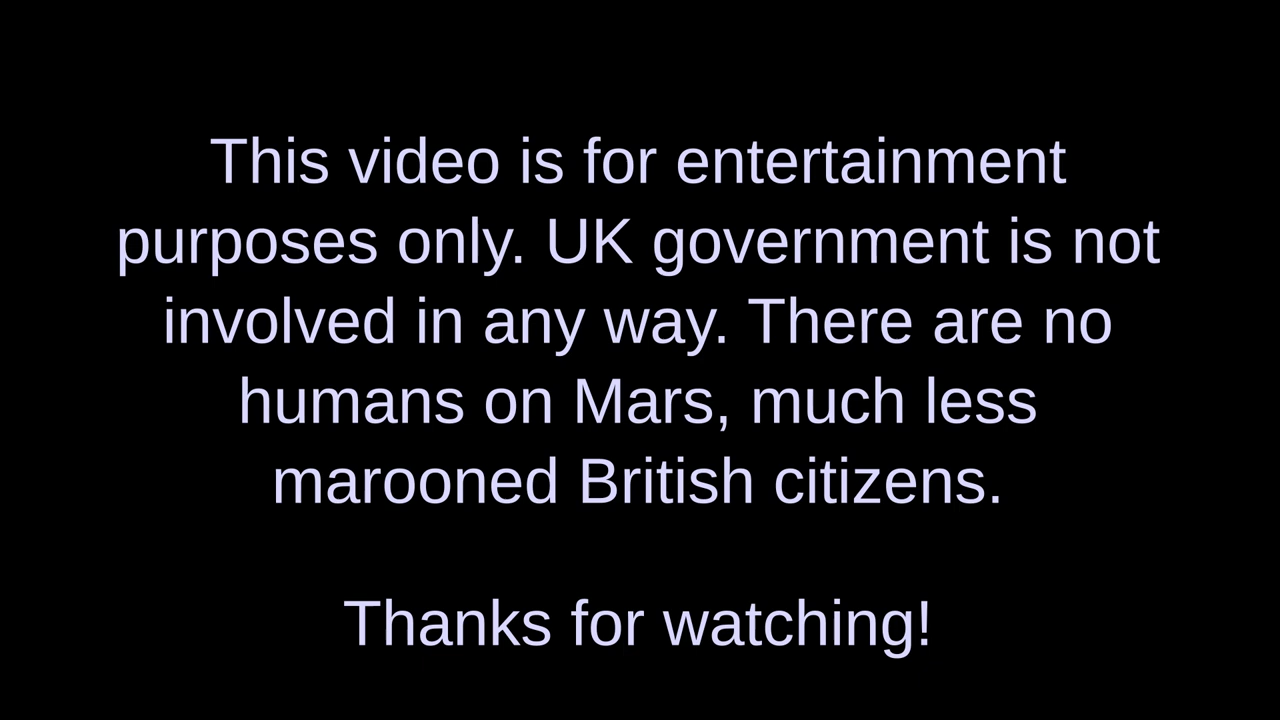 This video is for entertainment
purposes only. UK government is not
involved in any way. There are no
humans on Mars, much less
marooned British citizens.
Thanks for watching!